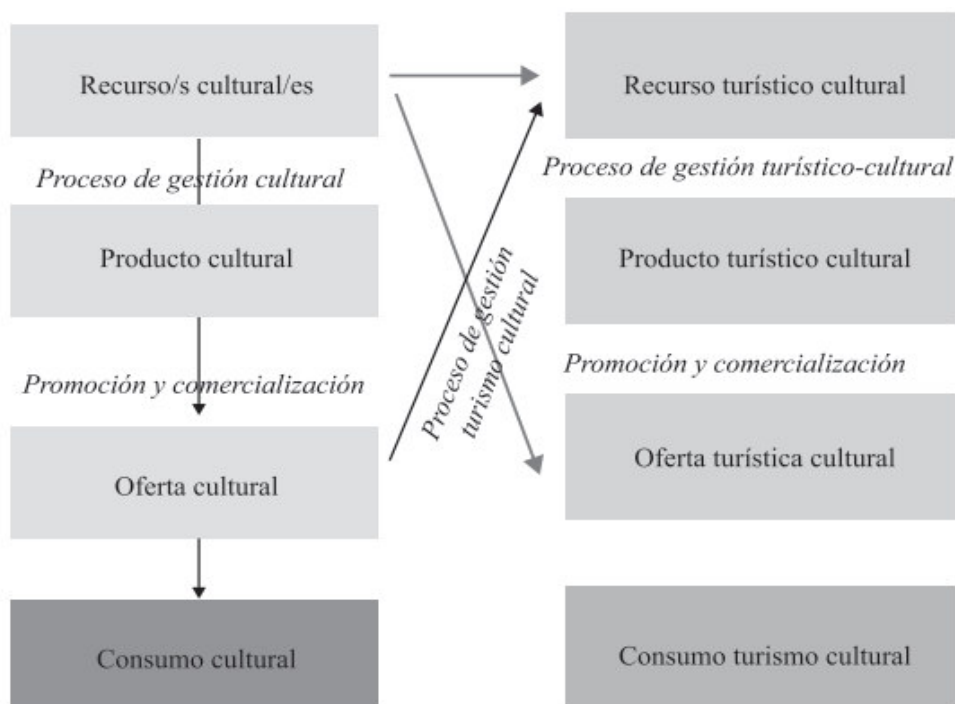 Recurso/s cultural/es
Proceso de gestión cultural
Producto cultural
Promoción y comercialización
Oferta cultural
Consumo cultural
Proceso de gestión
turismo cultural
Recurso turístico cultural
Proceso de gestión turístico-cultural
Producto turístico cultural
Promoción y comercialización
Oferta turística cultural
Consumo turismo cultural